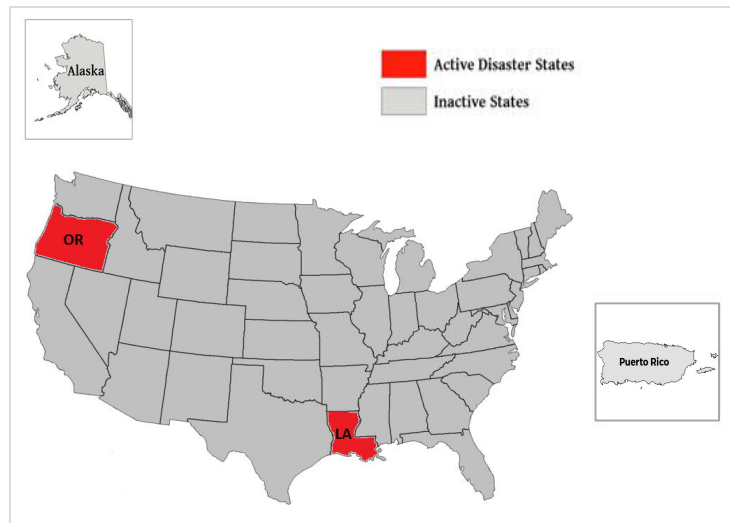 Alaska
Active Disaster States
Inactive States
OR
Puerto Rico
LA